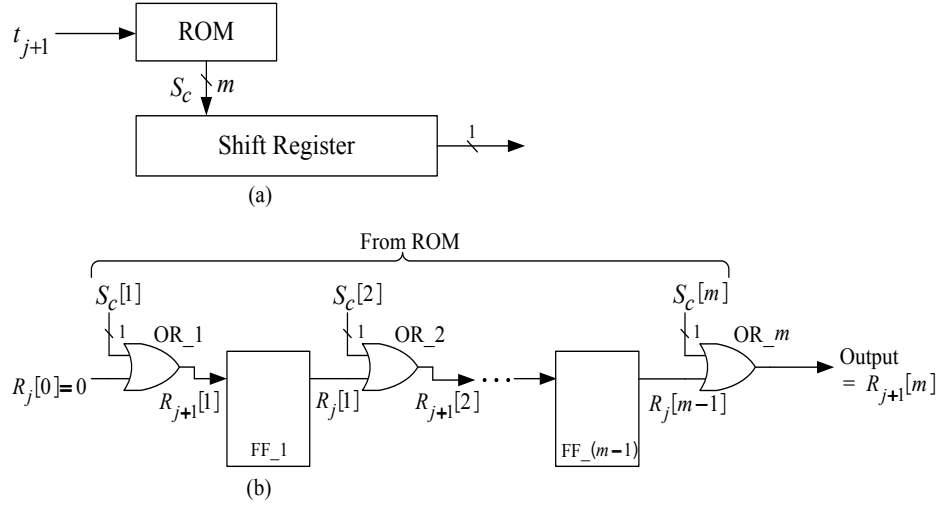 t_{j+1}
ROM
S_c
m
Shift Register
1
(a)
From ROM
S_c[1]
S_c[2]
S_c[m]
1
OR_1
1
OR_2
1
OR_m
R_j[0]=0
R_{j+1}[1]
R_j[1]
R_{j+1}[2]
...
R_j[m−1]
Output
= R_{j+1}[m]
FF_1
FF_(m−1)
(b)